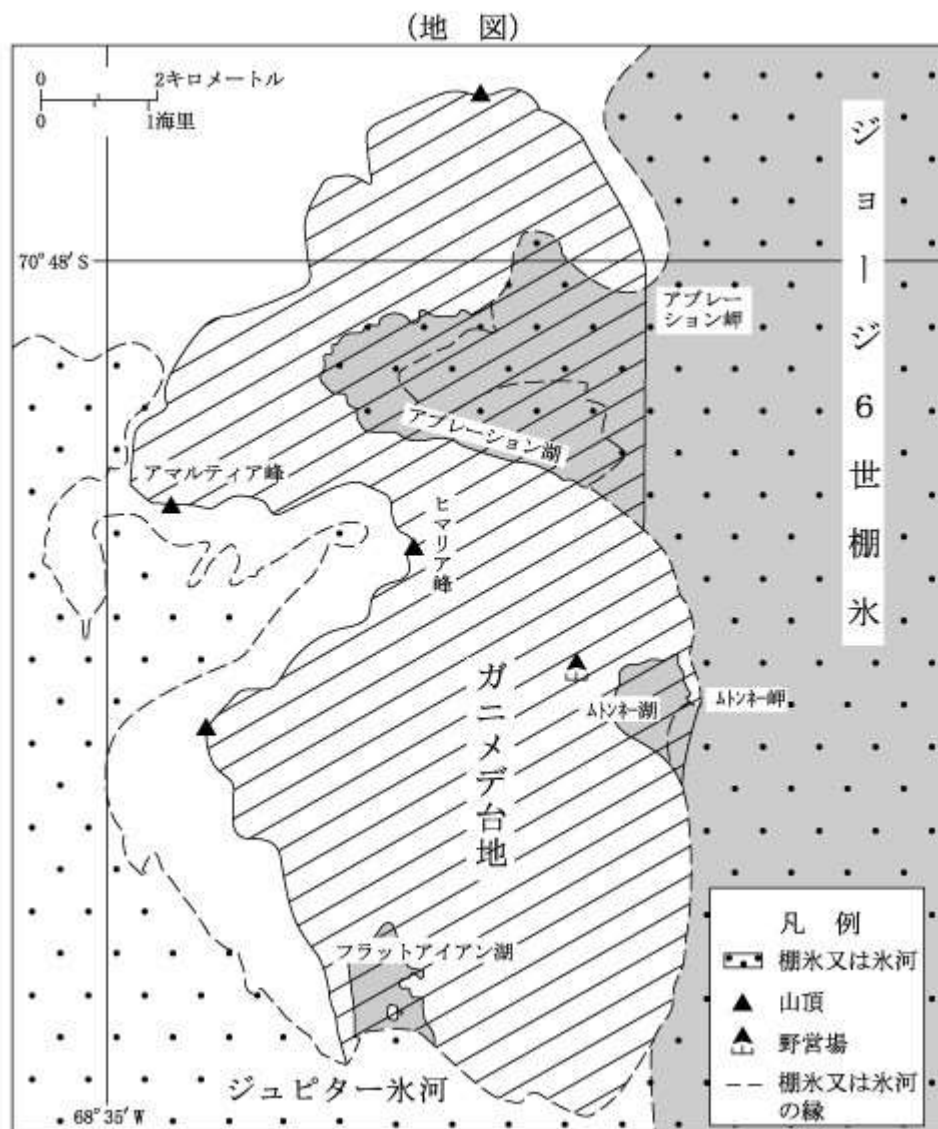 (地 図)
0 2キロメートル
0 1海里
ジョージ6世棚氷
70°48′S
アブレー
ション岬
アブレーション湖
アマルティア峰
ヒマリア峰
ガニメデ台地
ムトンネー湖
ムトンネー岬
フラットアイアン湖
ジュピター氷河
68°35′W
凡 例
棚氷又は氷河
山頂
野営場
棚氷又は氷河
の縁